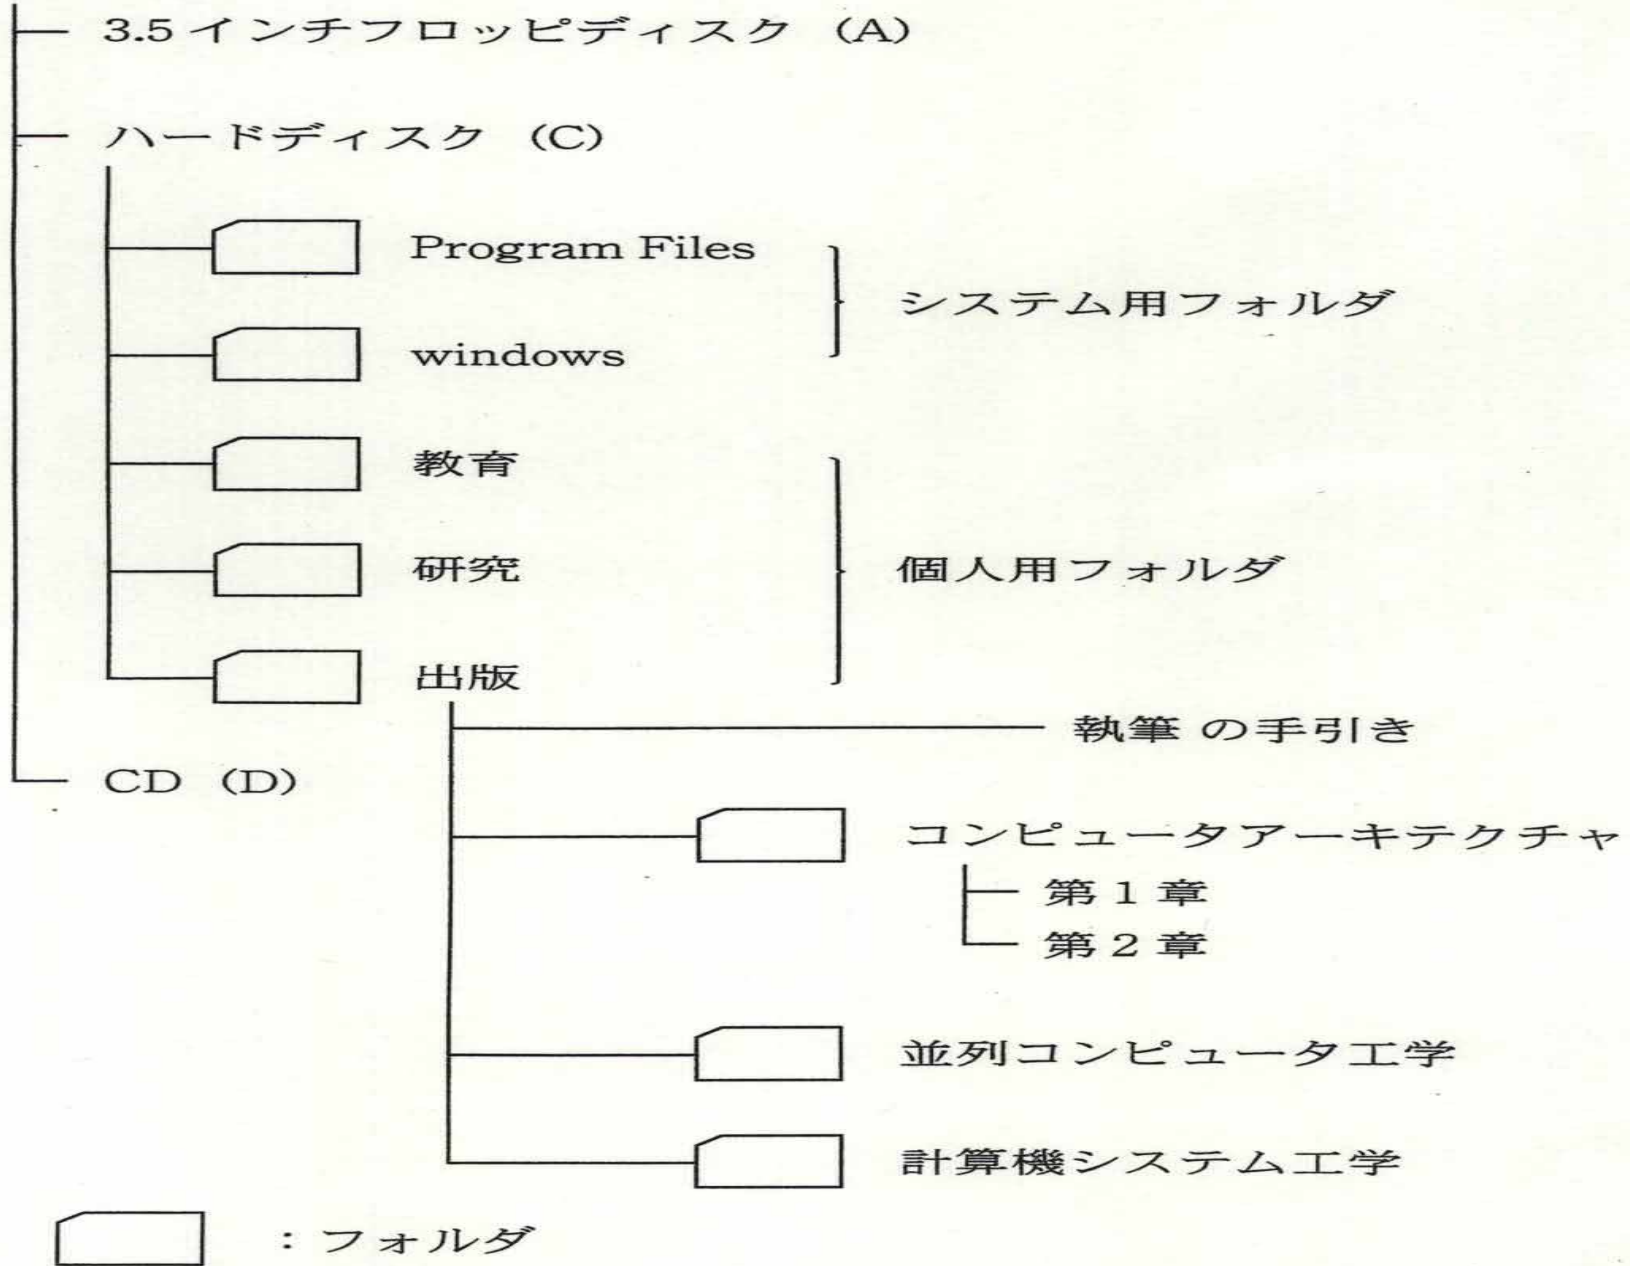 3.5インチフロッピディスク (A)
ハードディスク (C)
Program Files
システム用フォルダ
windows
教育
研究
個人用フォルダ
出版
執筆の手引き
CD (D)
コンピュータアーキテクチャ
第1章
第2章
並列コンピュータ工学
計算機システム工学
：フォルダ